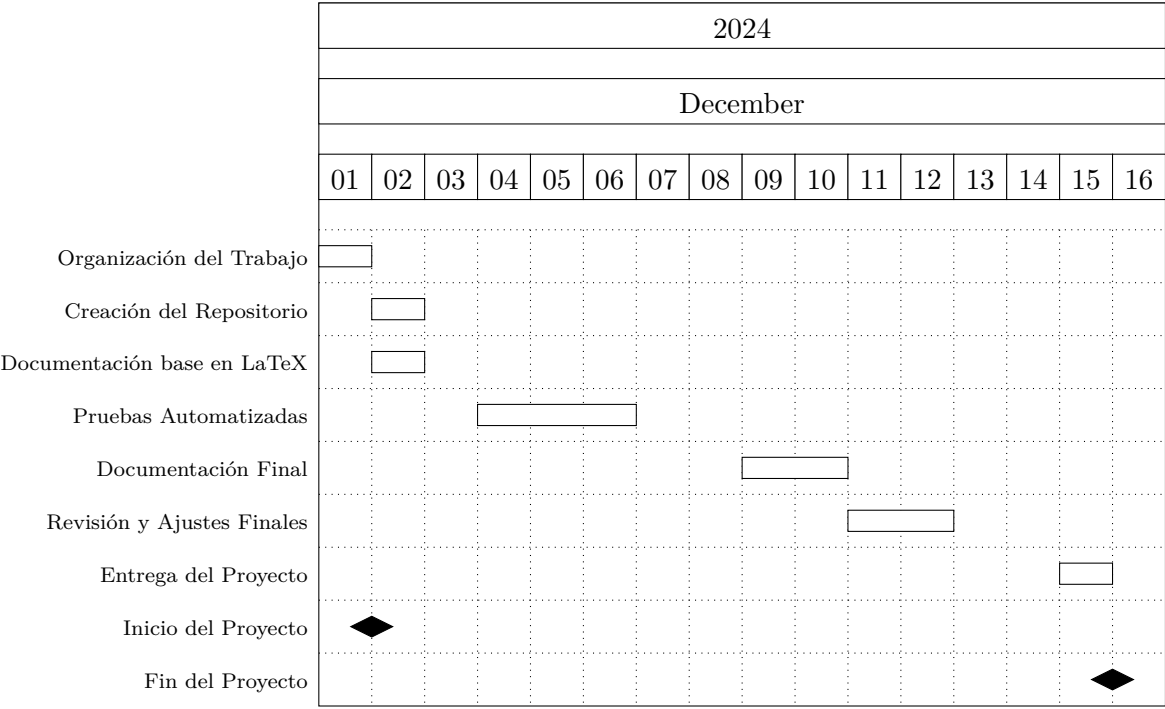 2024
December
01 02 03 04 05 06 07 08 09 10 11 12 13 14 15 16
Organización del Trabajo
Creación del Repositorio
Documentación base en LaTeX
Pruebas Automatizadas
Documentación Final
Revisión y Ajustes Finales
Entrega del Proyecto
Inicio del Proyecto
Fin del Proyecto